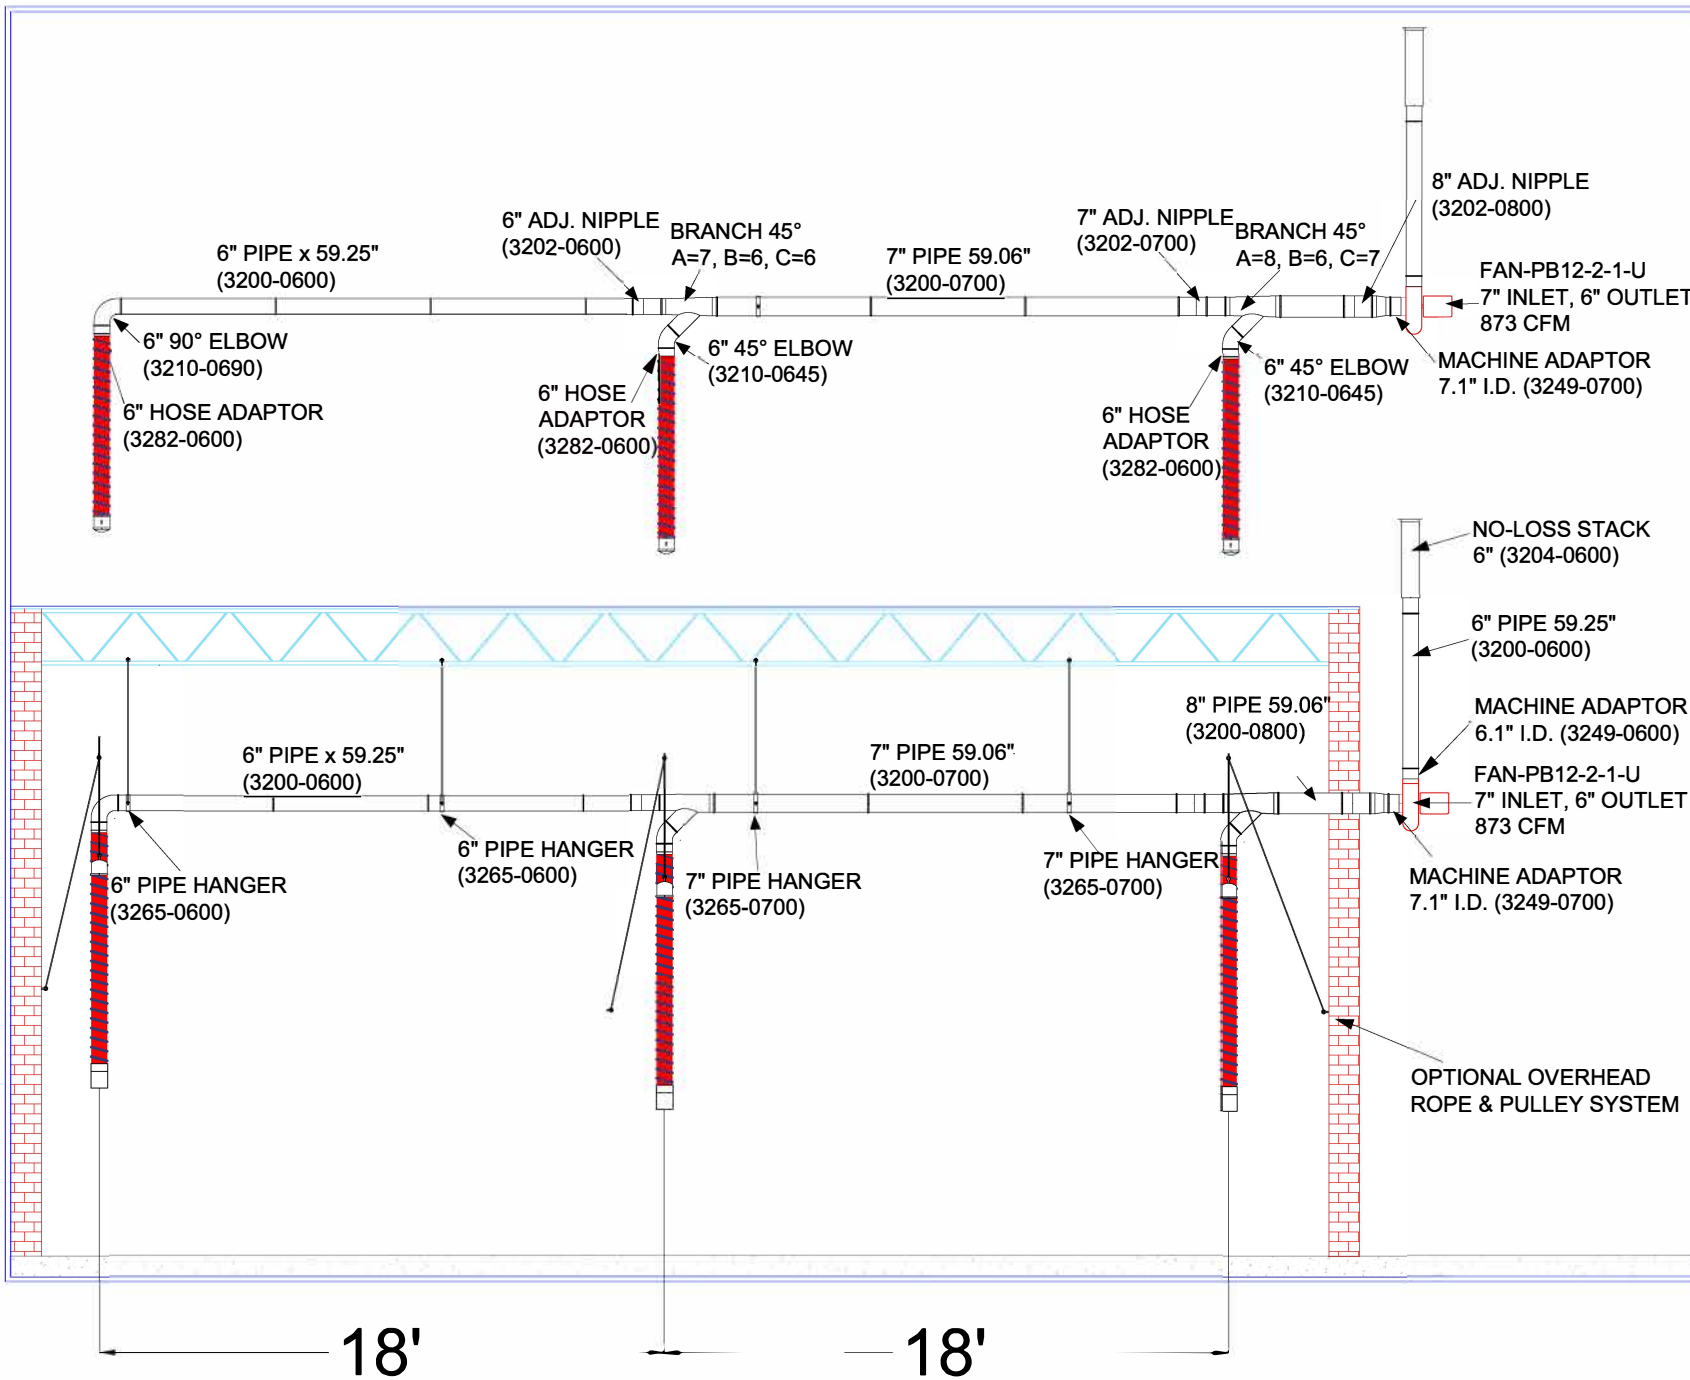 8" ADJ. NIPPLE
(3202-0800)
6" ADJ. NIPPLE
(3202-0600)
BRANCH 45°
A=7, B=6, C=6
7" ADJ. NIPPLE
(3202-0700)
BRANCH 45°
A=8, B=6, C=7
6" PIPE x 59.25"
(3200-0600)
7" PIPE 59.06"
(3200-0700)
FAN-PB12-2-1-U
7" INLET, 6" OUTLET
873 CFM
6" 90° ELBOW
(3210-0690)
6" 45° ELBOW
(3210-0645)
6" 45° ELBOW
(3210-0645)
MACHINE ADAPTOR
7.1" I.D. (3249-0700)
6" HOSE ADAPTOR
(3282-0600)
6" HOSE
ADAPTOR
(3282-0600)
6" HOSE
ADAPTOR
(3282-0600)
NO-LOSS STACK
6" (3204-0600)
6" PIPE 59.25"
(3200-0600)
8" PIPE 59.06"
(3200-0800)
MACHINE ADAPTOR
6.1" I.D. (3249-0600)
6" PIPE x 59.25"
(3200-0600)
7" PIPE 59.06"
(3200-0700)
FAN-PB12-2-1-U
7" INLET, 6" OUTLET
873 CFM
6" PIPE HANGER
(3265-0600)
6" PIPE HANGER
(3265-0600)
7" PIPE HANGER
(3265-0700)
7" PIPE HANGER
(3265-0700)
MACHINE ADAPTOR
7.1" I.D. (3249-0700)
OPTIONAL OVERHEAD
ROPE & PULLEY SYSTEM
18'
18'